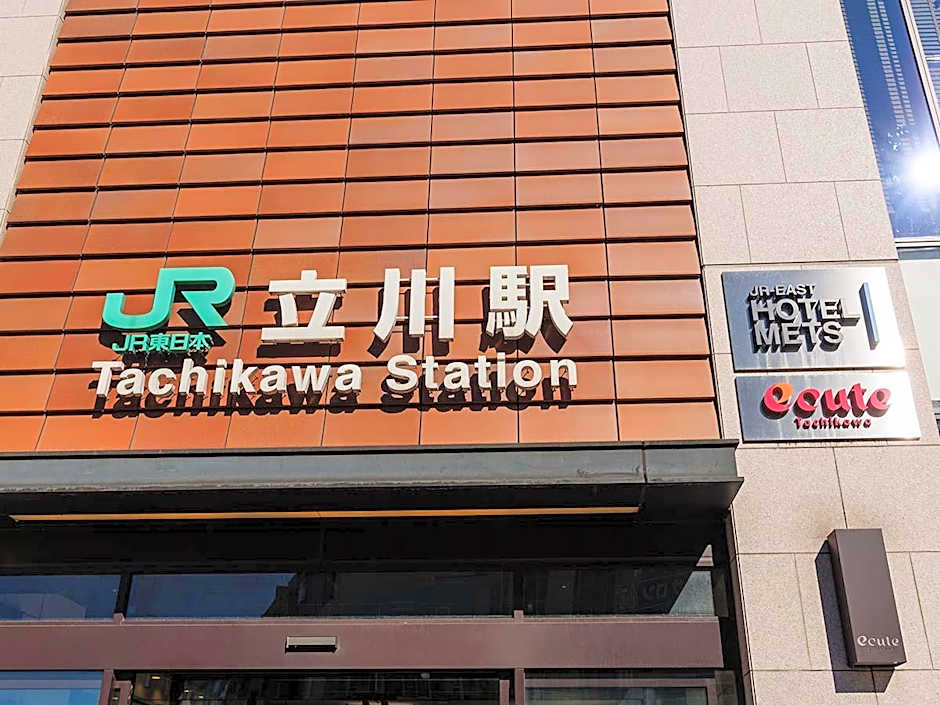 JR 立川駅
JR東日本
Tachikawa Station
JR-EAST
HOTEL
METS
ecute
Tachikawa
ecute